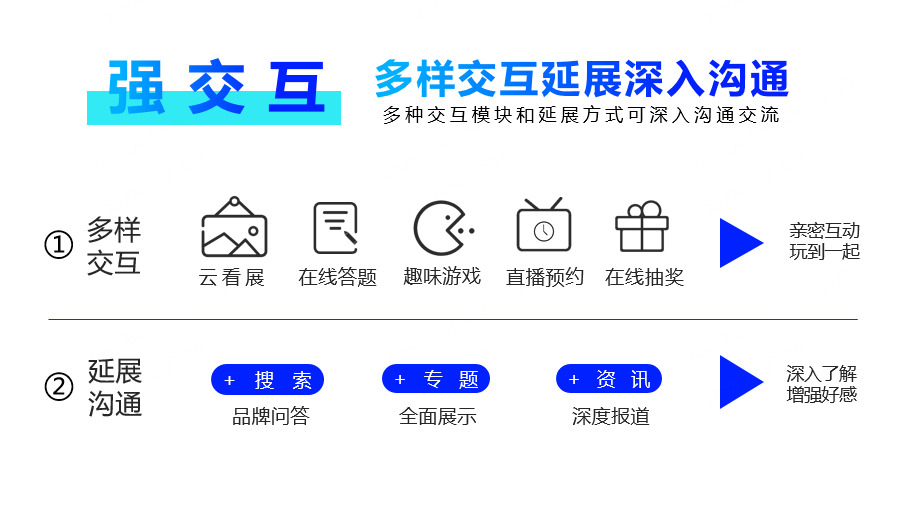 强交互
多样交互延展深入沟通
多种交互模块和延展方式可深入沟通交流
①
多样
交互
云看展
在线答题
趣味游戏
直播预约
在线抽奖
亲密互动
玩到一起
②
延展
沟通
+ 搜索
+ 专题
+ 资讯
品牌问答
全面展示
深度报道
深入了解
增强好感